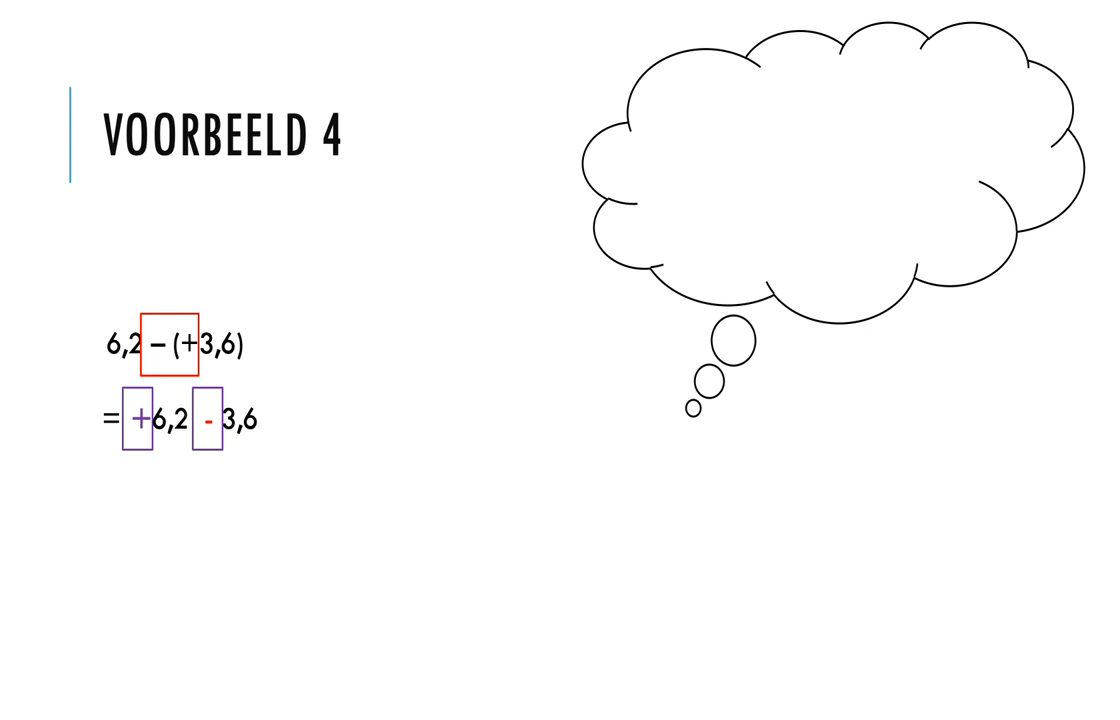 VOORBEELD 4
6,2 – (+3,6)
= +6,2 - 3,6